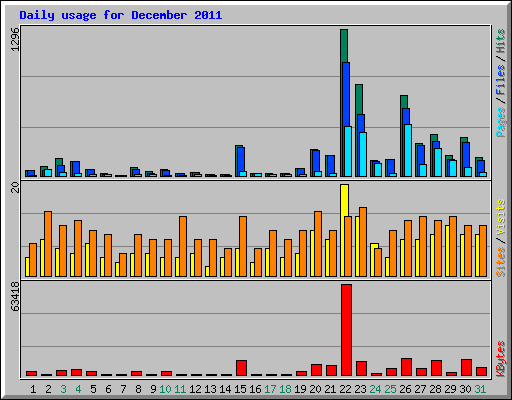 Daily usage for December 2011
1296
Pages / Files / Hits
20
Sites / Visits
63418
KBytes
1 2 3 4 5 6 7 8 9 10 11 12 13 14 15 16 17 18 19 20 21 22 23 24 25 26 27 28 29 30 31